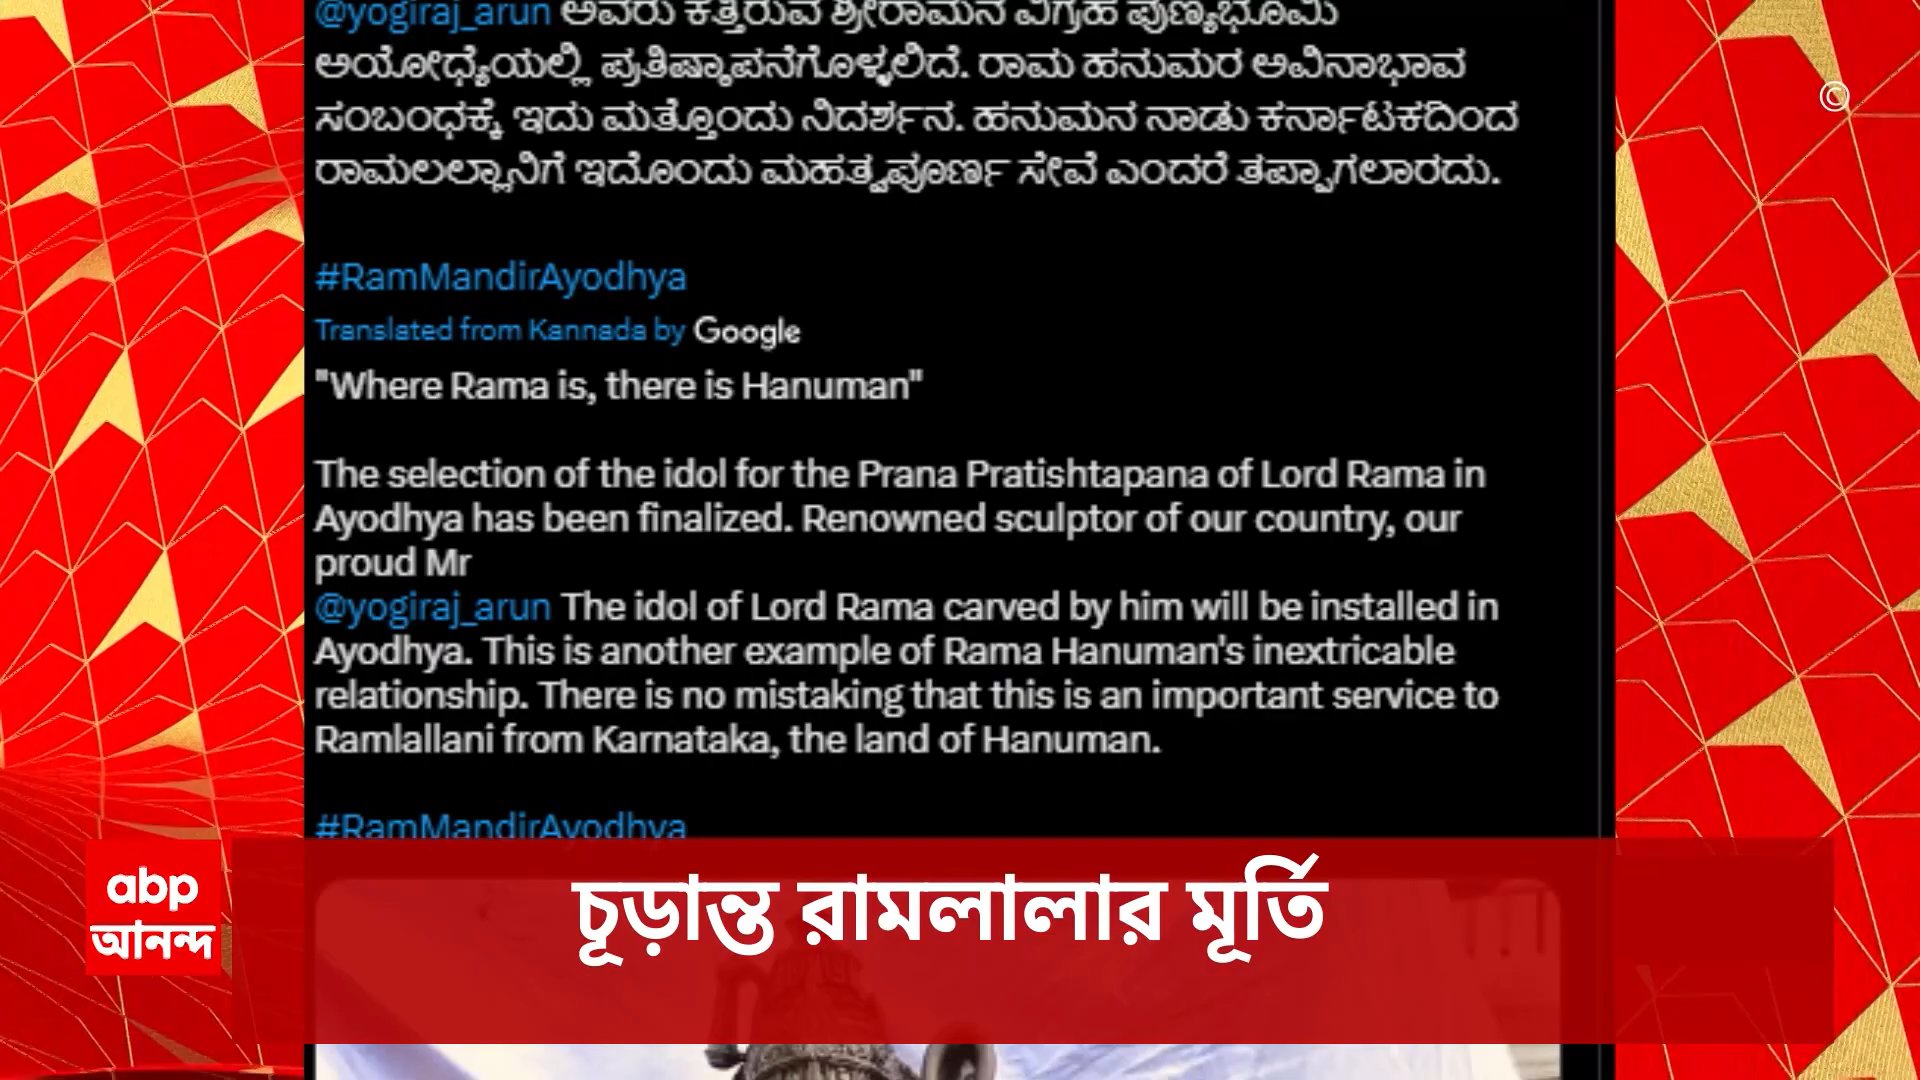 @yogiraj_arun ಅವರು ಕೆತ್ತಿರುವ ಶ್ರೀರಾಮನ ವಿಗ್ರಹ ಪುಣ್ಯಭೂಮಿ
ಅಯೋಧ್ಯೆಯಲ್ಲಿ ಪ್ರತಿಷ್ಠಾಪನೆಗೊಳ್ಳಲಿದೆ. ರಾಮ ಹನುಮರ ಅವಿನಾಭಾವ
ಸಂಬಂಧಕ್ಕೆ ಇದು ಮತ್ತೊಂದು ನಿದರ್ಶನ. ಹನುಮನ ನಾಡು ಕರ್ನಾಟಕದಿಂದ
ರಾಮಲಲ್ಲಾನಿಗೆ ಇದೊಂದು ಮಹತ್ವಪೂರ್ಣ ಸೇವೆ ಎಂದರೆ ತಪ್ಪಾಗಲಾರದು.
©
#RamMandirAyodhya
Translated from Kannada by Google
"Where Rama is, there is Hanuman"
The selection of the idol for the Prana Pratishtapana of Lord Rama in
Ayodhya has been finalized. Renowned sculptor of our country, our
proud Mr
@yogiraj_arun The idol of Lord Rama carved by him will be installed in
Ayodhya. This is another example of Rama Hanuman's inextricable
relationship. There is no mistaking that this is an important service to
Ramlallani from Karnataka, the land of Hanuman.
#RamMandirAyodhya
abp
আনন্দ
চূড়ান্ত রামলালার মূর্তি